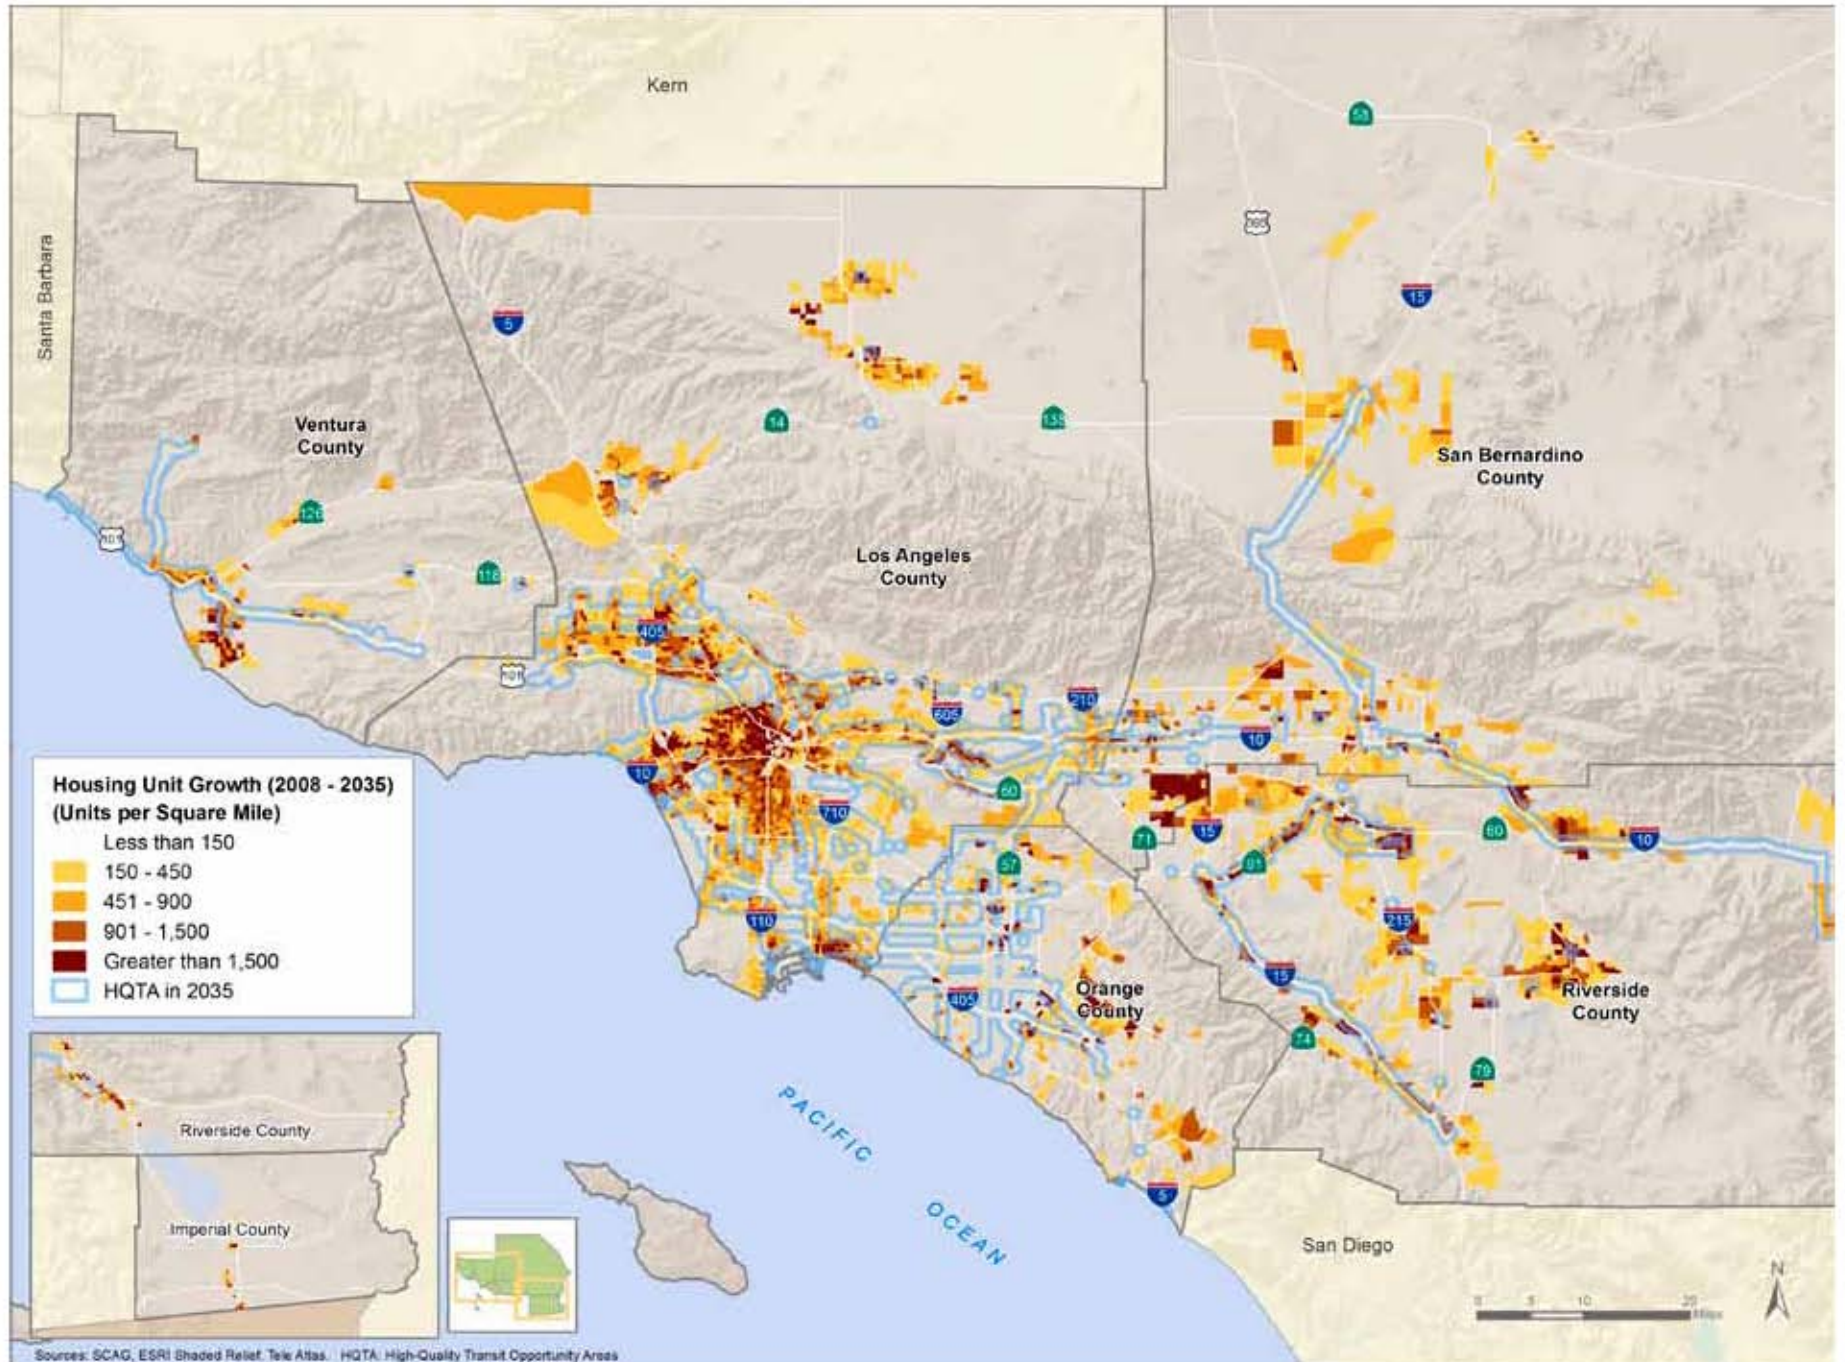 Kern
58
Santa Barbara
395
15
5
Ventura
County
14
138
San Bernardino
County
126
101
118
Los Angeles
County
405
101
210
605
10
10
60
710
71
15
60
10
57
91
110
215
405
Orange
County
15
Riverside
County
74
79
5
Housing Unit Growth (2008 - 2035)
(Units per Square Mile)
Less than 150
150 - 450
451 - 900
901 - 1,500
Greater than 1,500
HQTA in 2035
Riverside County
Imperial County
PACIFIC
OCEAN
San Diego
N
0 5 10 20
Miles
Sources: SCAG, ESRI Shaded Relief, Tele Atlas. HQTA: High-Quality Transit Opportunity Areas